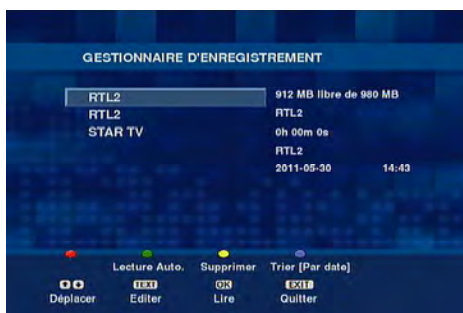 GESTIONNAIRE D'ENREGISTREMENT
RTL2
RTL2
STAR TV
912 MB libre de 980 MB
RTL2
0h 00m 0s
RTL2
2011-05-30 14:43
Lecture Auto. Supprimer Trier [Par date]
TEXT OK EXIT
Déplacer Editer Lire Quitter